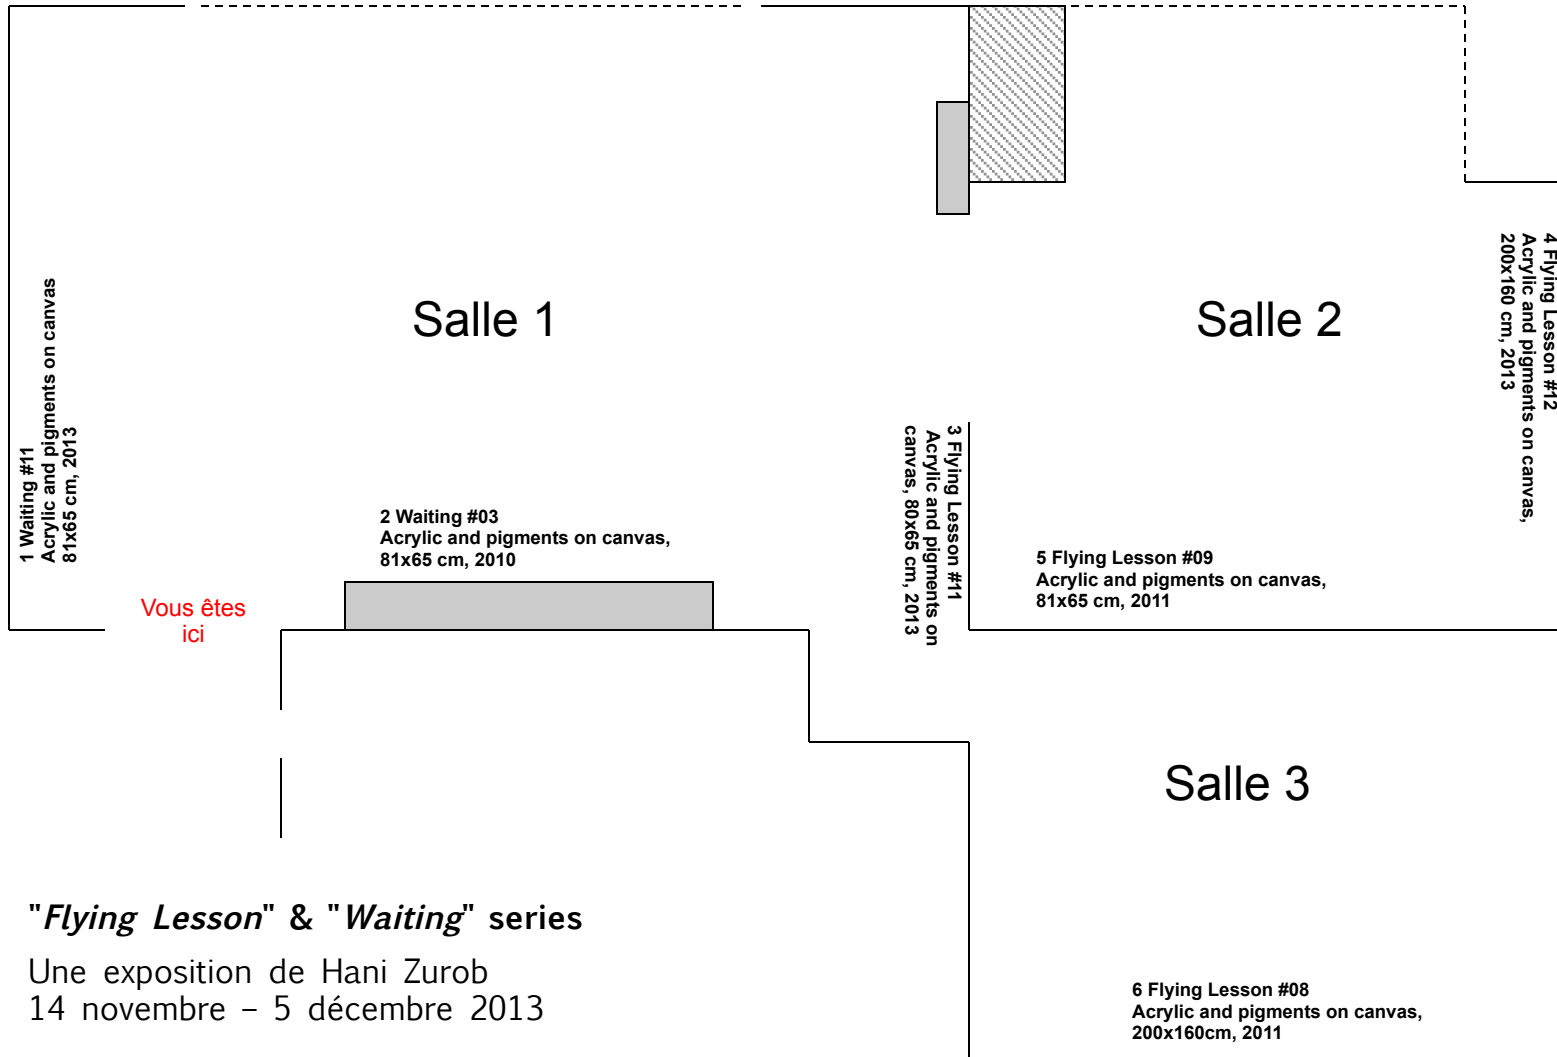 Salle 1
Salle 2
1 Waiting #11
Acrylic and pigments on canvas
81x65 cm, 2013
2 Waiting #03
Acrylic and pigments on canvas,
81x65 cm, 2010
3 Flying Lesson #11
Acrylic and pigments on
canvas, 80x65 cm, 2013
4 Flying Lesson #12
Acrylic and pigments on canvas,
200x160 cm, 2013
5 Flying Lesson #09
Acrylic and pigments on canvas,
81x65 cm, 2011
Vous êtes
ici
Salle 3
"Flying Lesson" & "Waiting" series
Une exposition de Hani Zurob
14 novembre – 5 décembre 2013
6 Flying Lesson #08
Acrylic and pigments on canvas,
200x160cm, 2011